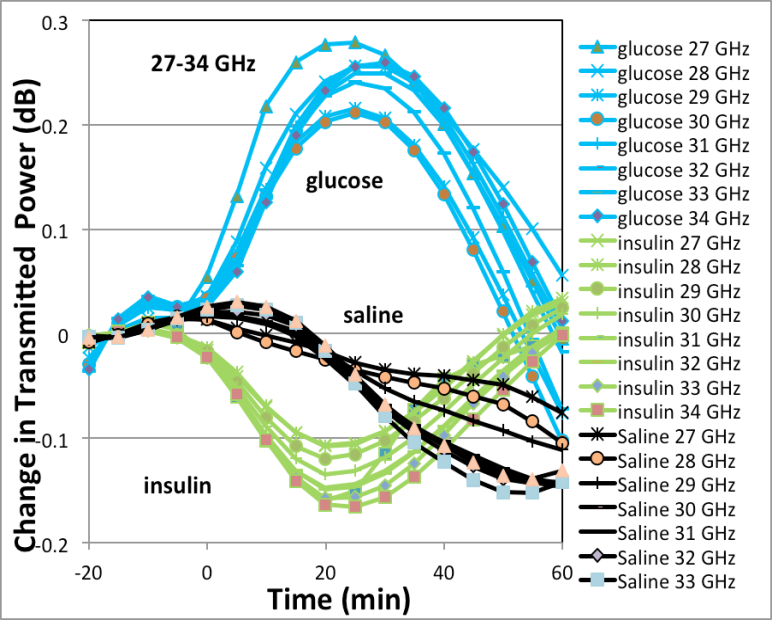 0.3
27-34 GHz
0.2
glucose
0.1
saline
0
-0.1
insulin
-0.2
-20
0
20
40
60
Time (min)
Change in Transmitted Power (dB)
glucose 27 GHz
glucose 28 GHz
glucose 29 GHz
glucose 30 GHz
glucose 31 GHz
glucose 32 GHz
glucose 33 GHz
glucose 34 GHz
insulin 27 GHz
insulin 28 GHz
insulin 29 GHz
insulin 30 GHz
insulin 31 GHz
insulin 32 GHz
insulin 33 GHz
insulin 34 GHz
Saline 27 GHz
Saline 28 GHz
Saline 29 GHz
Saline 30 GHz
Saline 31 GHz
Saline 32 GHz
Saline 33 GHz